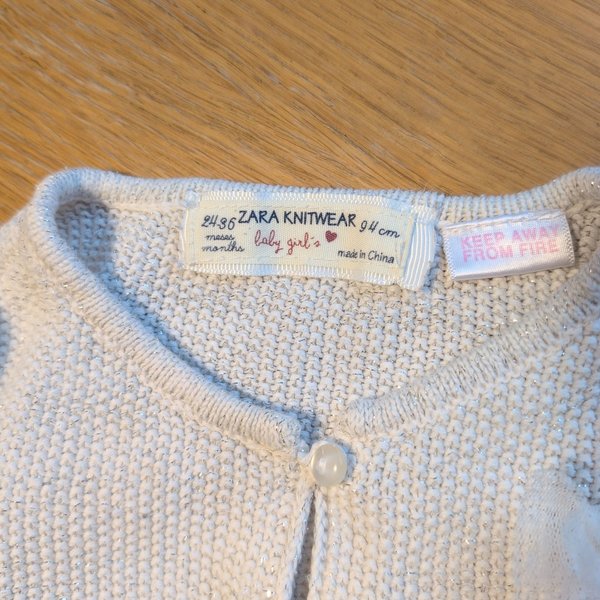 24-36 ZARA KNITWEAR 94 cm
meses
months
baby girl's
made in China
KEEP AWAY
FROM FIRE